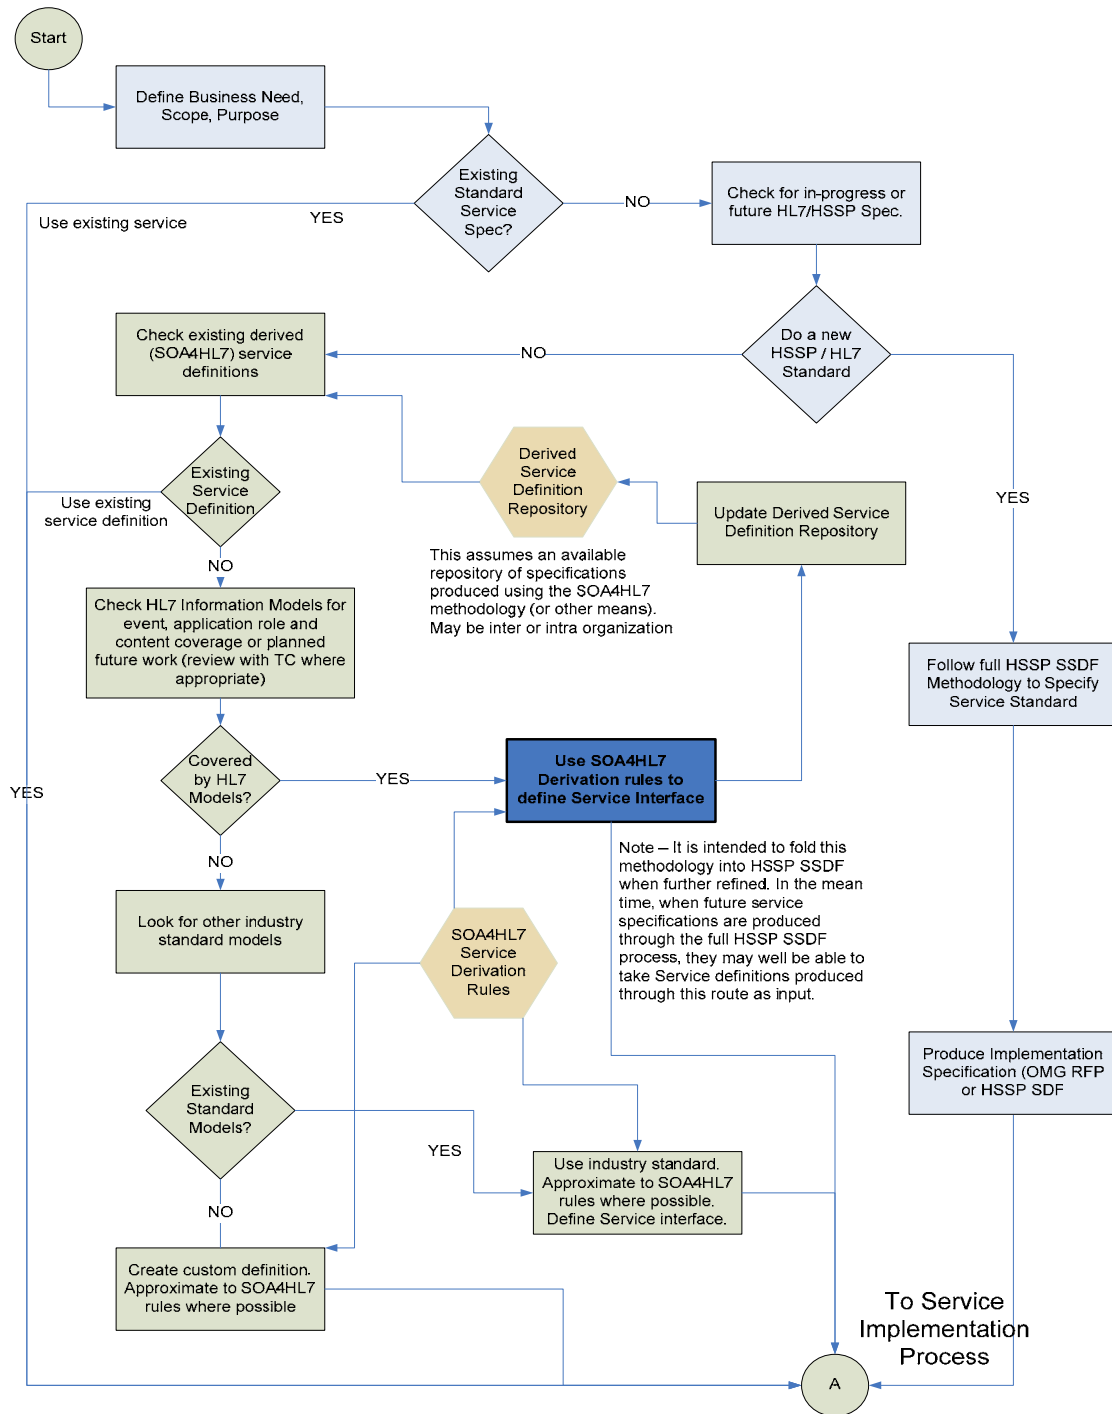 Start
Define Business Need,
Scope, Purpose
Existing
Standard
Service
Spec?
NO
Check for in-progress or
future HL7/HSSP Spec.
YES
Use existing service
Do a new
HSSP / HL7
Standard
NO
Check existing derived
(SOA4HL7) service
definitions
Existing
Service
Definition
Use existing
service definition
Derived
Service
Definition
Repository
Update Derived Service
Definition Repository
YES
This assumes an available
repository of specifications
produced using the SOA4HL7
methodology (or other means).
May be inter or intra organization
NO
Check HL7 Information Models for
event, application role and
content coverage or planned
future work (review with TC where
appropriate)
Follow full HSSP SSDF
Methodology to Specify
Service Standard
Covered
by HL7
Models?
YES
Use SOA4HL7
Derivation rules to
define Service Interface
YES
NO
Note – It is intended to fold this
methodology into HSSP SSDF
when further refined. In the mean
time, when future service
specifications are produced
through the full HSSP SSDF
process, they may well be able to
take Service definitions produced
through this route as input.
Look for other industry
standard models
SOA4HL7
Service
Derivation
Rules
Existing
Standard
Models?
YES
Produce Implementation
Specification (OMG RFP
or HSSP SDF
Use industry standard.
Approximate to SOA4HL7
rules where possible.
Define Service interface.
NO
Create custom definition.
Approximate to SOA4HL7
rules where possible
To Service
Implementation
Process
A